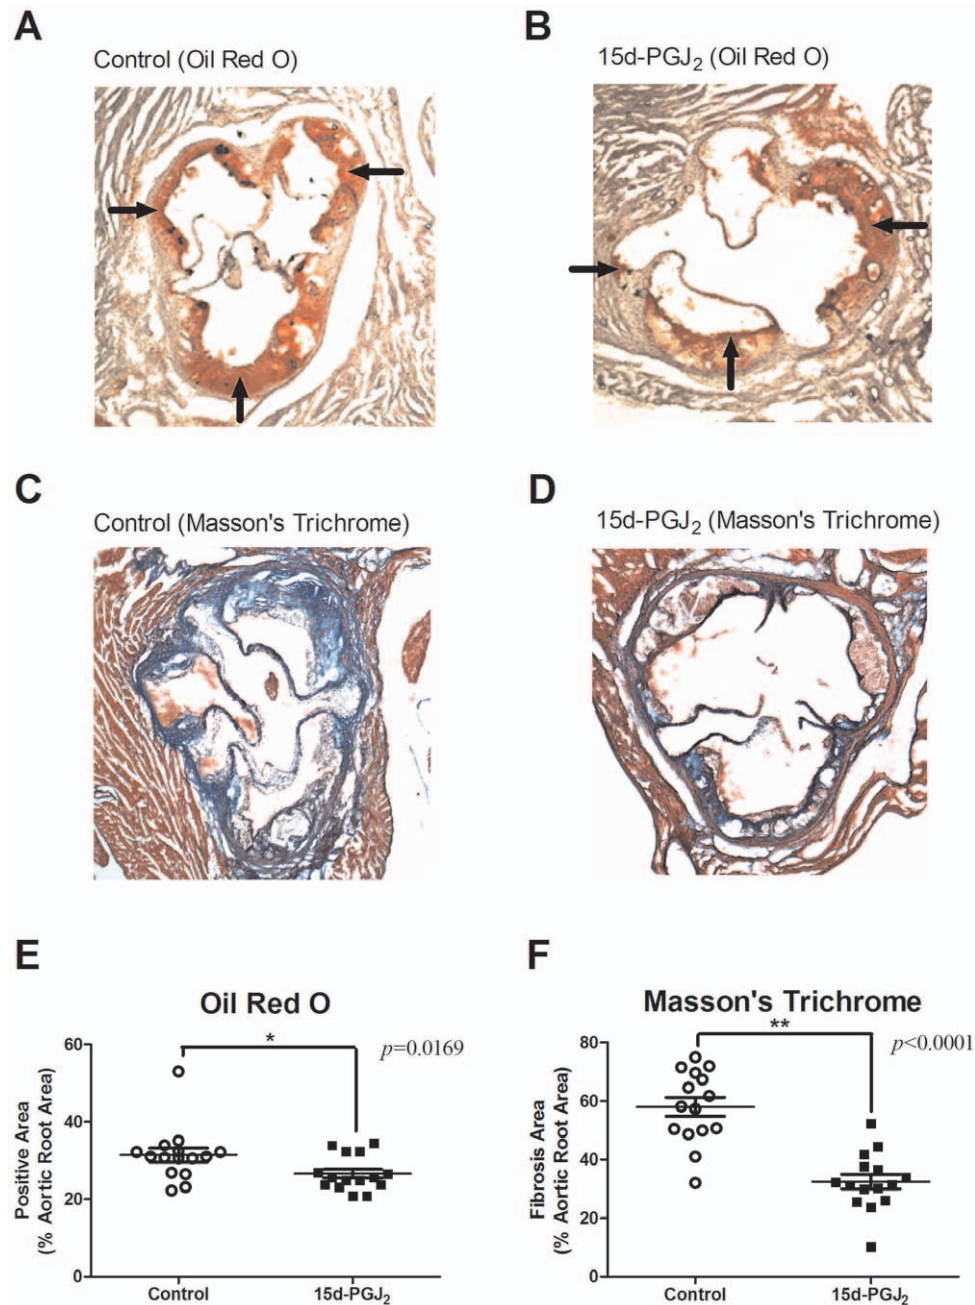 A
Control (Oil Red O)
B
15d-PGJ₂ (Oil Red O)
C
Control (Masson's Trichrome)
D
15d-PGJ₂ (Masson's Trichrome)
E
Oil Red O
*
p=0.0169
Positive Area
(% Aortic Root Area)
60
40
20
0
Control
15d-PGJ₂
F
Masson's Trichrome
**
p<0.0001
Fibrosis Area
(% Aortic Root Area)
80
60
40
20
0
Control
15d-PGJ₂